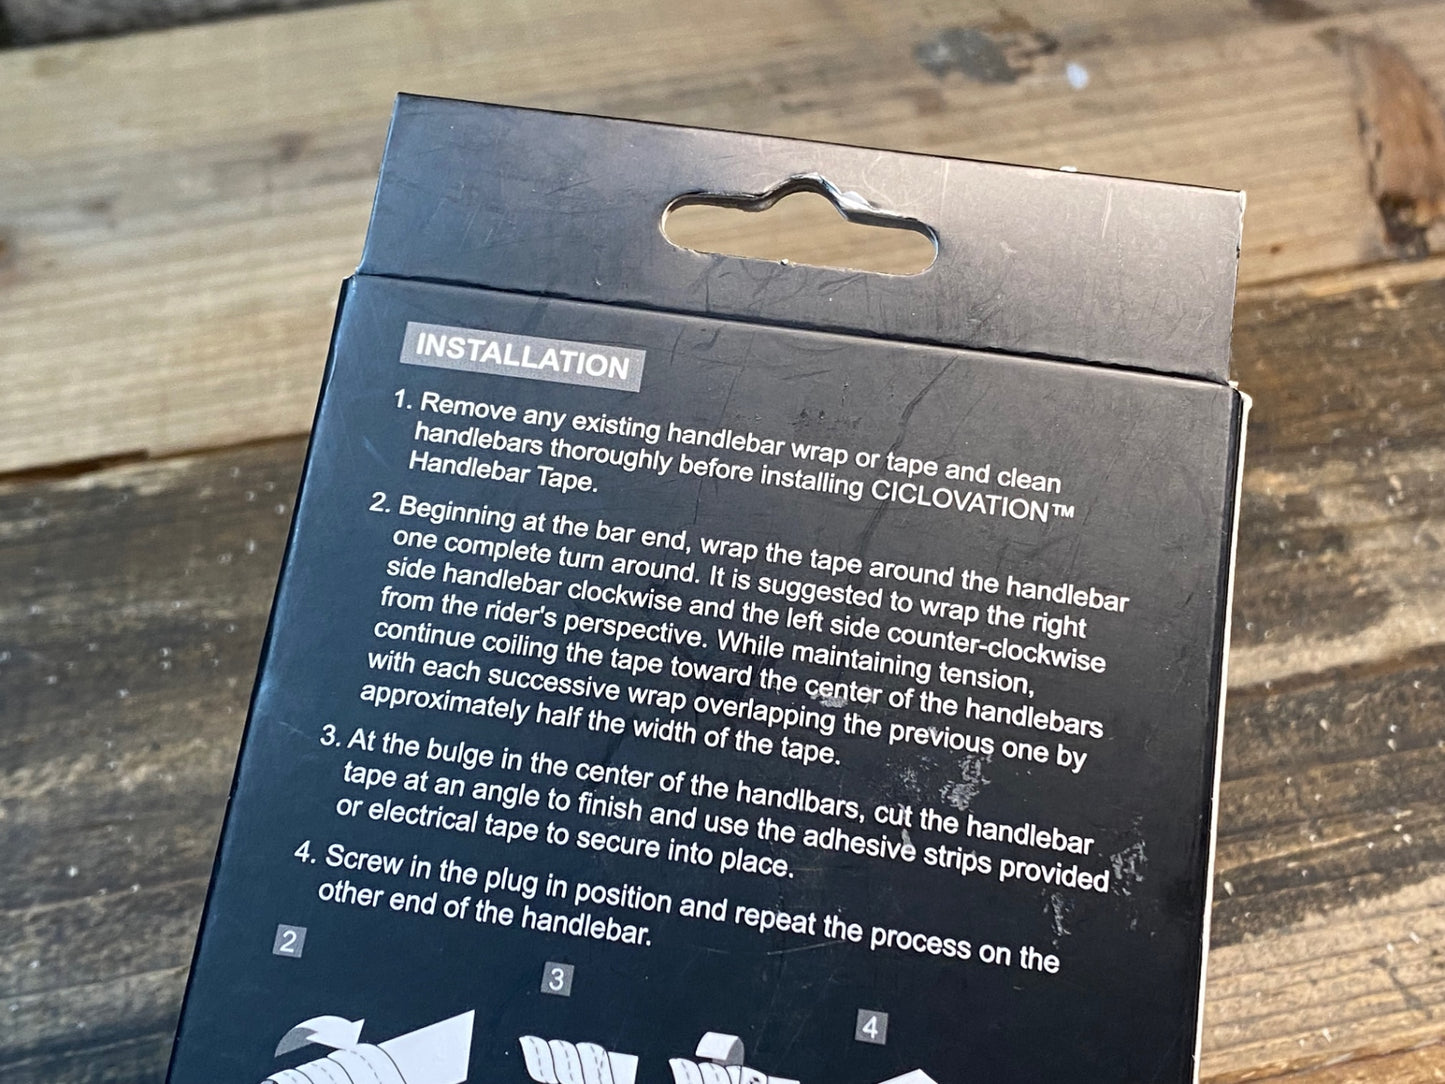 INSTALLATION
1. Remove any existing handlebar wrap or tape and clean
handlebars thoroughly before installing CICLOVATION™
Handlebar Tape.
2. Beginning at the bar end, wrap the tape around the handlebar
one complete turn around. It is suggested to wrap the right
side handlebar clockwise and the left side counter-clockwise
from the rider's perspective. While maintaining tension,
continue coiling the tape toward the center of the handlebars
with each successive wrap overlapping the previous one by
approximately half the width of the tape.
3. At the bulge in the center of the handlbars, cut the handlebar
tape at an angle to finish and use the adhesive strips provided
or electrical tape to secure into place.
4. Screw in the plug in position and repeat the process on the
other end of the handlebar.
2
3
4